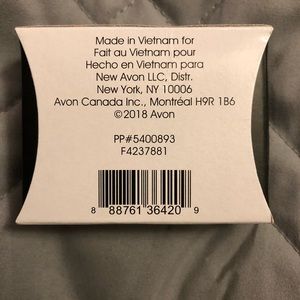 Made in Vietnam for
Fait au Vietnam pour
Hecho en Vietnam para
New Avon LLC, Distr.
New York, NY 10006
Avon Canada Inc., Montréal H9R 1B6
©2018 Avon
PP#5400893
F4237881
8 88761 36420 9